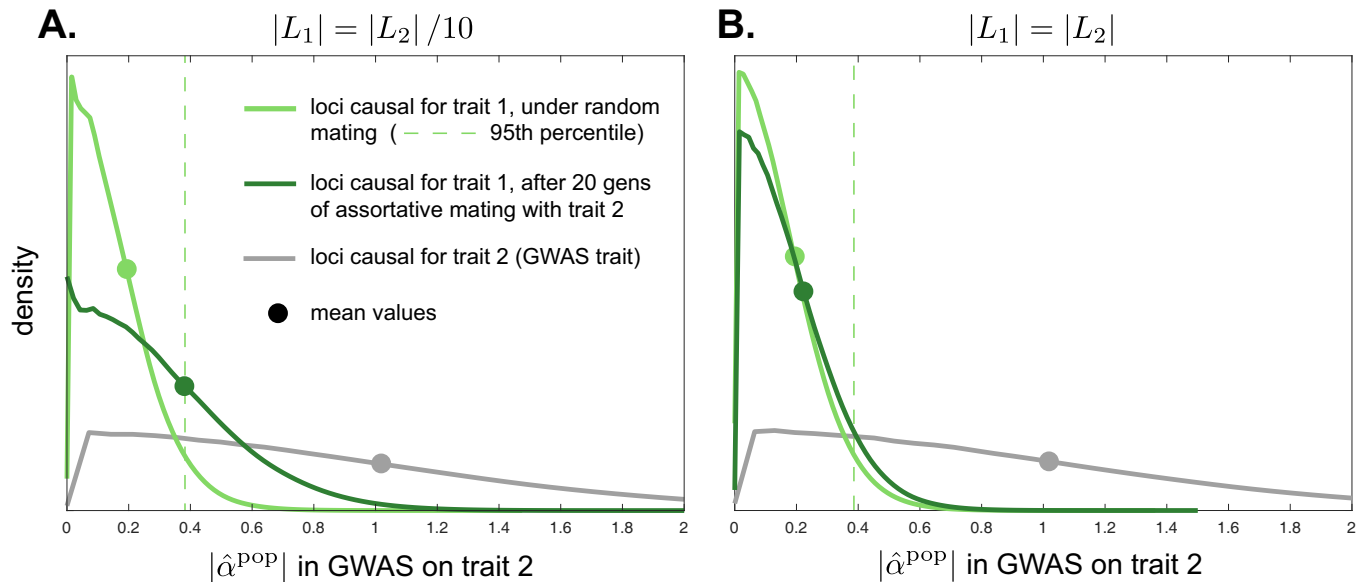 A.
|L₁| = |L₂| /10
density
loci causal for trait 1, under random
mating ( – – – – 95th percentile)
loci causal for trait 1, after 20 gens
of assortative mating with trait 2
loci causal for trait 2 (GWAS trait)
mean values
0 0.2 0.4 0.6 0.8 1 1.2 1.4 1.6 1.8 2
|α̂ᵖᵒᵖ| in GWAS on trait 2
B.
|L₁| = |L₂|
0 0.2 0.4 0.6 0.8 1 1.2 1.4 1.6 1.8 2
|α̂ᵖᵒᵖ| in GWAS on trait 2